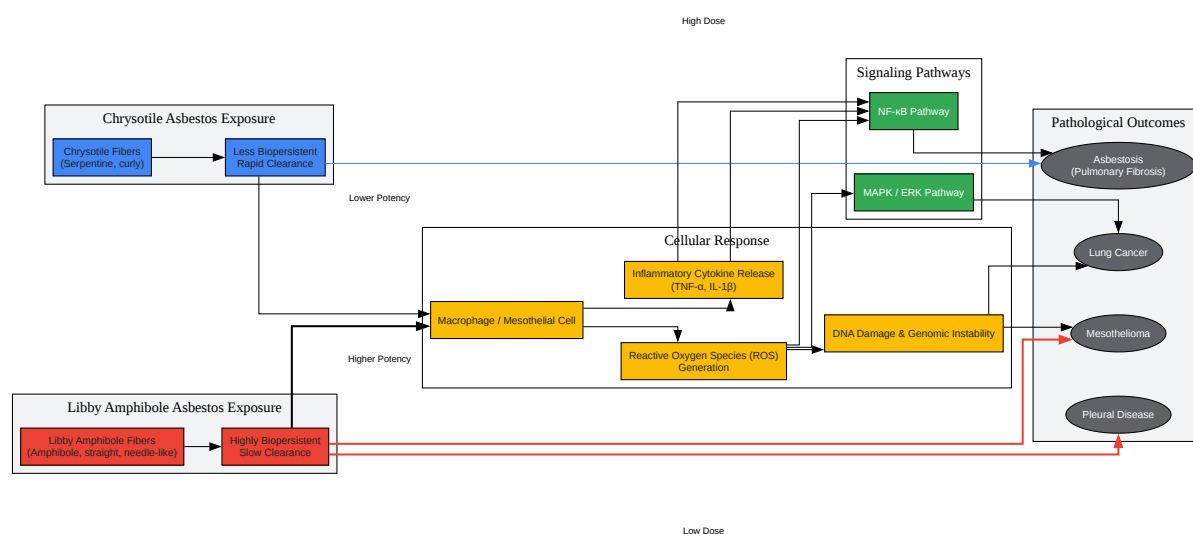 High Dose
Signaling Pathways
NF-κB Pathway
MAPK / ERK Pathway
Chrysotile Asbestos Exposure
Chrysotile Fibers
(Serpentine, curly)
Less Biopersistent
Rapid Clearance
Pathological Outcomes
Asbestosis
(Pulmonary Fibrosis)
Lung Cancer
Mesothelioma
Pleural Disease
Lower Potency
Cellular Response
Inflammatory Cytokine Release
(TNF-α, IL-1β)
Macrophage / Mesothelial Cell
Reactive Oxygen Species (ROS)
Generation
DNA Damage & Genomic Instability
Higher Potency
Libby Amphibole Asbestos Exposure
Libby Amphibole Fibers
(Amphibole, straight, needle-like)
Highly Biopersistent
Slow Clearance
Low Dose